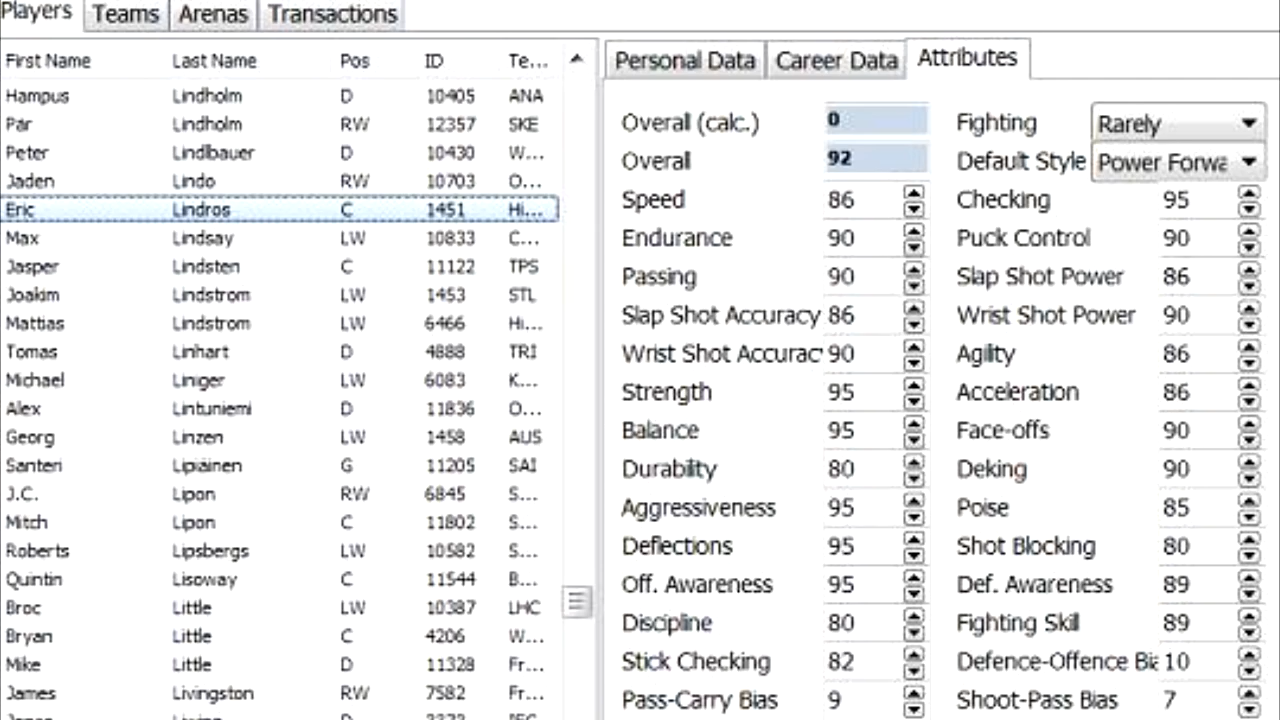 Players Teams Arenas Transactions
First Name Last Name Pos ID Te...
Hampus Lindholm D 10405 ANA
Par Lindholm RW 12357 SKE
Peter Lindlbauer D 10430 W...
Jaden Lindo RW 10703 O...
Eric Lindros C 1451 Hi...
Max Lindsay LW 10833 C...
Jasper Lindsten C 11122 TPS
Joakim Lindstrom LW 1453 STL
Mattias Lindstrom LW 6466 Hi...
Tomas Linhart D 4888 TRI
Michael Liniger LW 6083 K...
Alex Lintuniemi D 11836 O...
Georg Linzen LW 1458 AUS
Santeri Lipiäinen G 11205 SAI
J.C. Lipon RW 6845 S...
Mitch Lipon C 11802 S...
Roberts Lipsbergs LW 10582 S...
Quintin Lisoway C 11544 B...
Broc Little LW 10387 LHC
Bryan Little C 4206 W...
Mike Little D 11328 Fr...
James Livingston RW 7582 Fr...
Personal Data Career Data Attributes
Overall (calc.) 0 Fighting Rarely
Overall 92 Default Style Power Forwa
Speed 86 Checking 95
Endurance 90 Puck Control 90
Passing 90 Slap Shot Power 86
Slap Shot Accuracy 86 Wrist Shot Power 90
Wrist Shot Accurac 90 Agility 86
Strength 95 Acceleration 86
Balance 95 Face-offs 90
Durability 80 Deking 90
Aggressiveness 95 Poise 85
Deflections 95 Shot Blocking 80
Off. Awareness 95 Def. Awareness 89
Discipline 80 Fighting Skill 89
Stick Checking 82 Defence-Offence Bi 10
Pass-Carry Bias 9 Shoot-Pass Bias 7